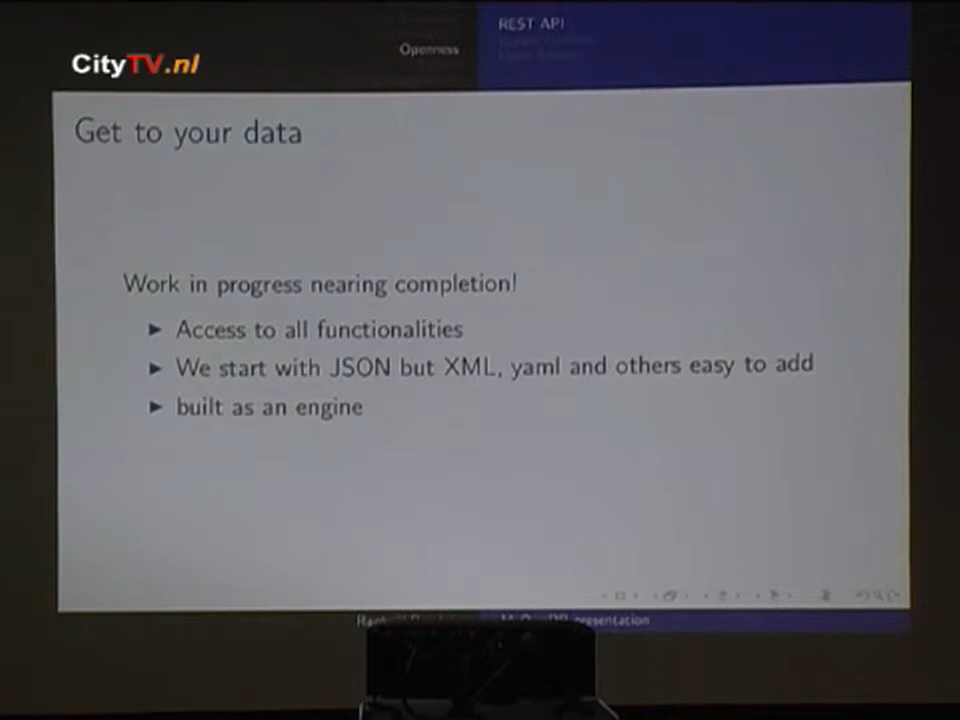 REST API
Openness
CityTV.nl
Get to your data
Work in progress nearing completion!
► Access to all functionalities
► We start with JSON but XML, yaml and others easy to add
► built as an engine